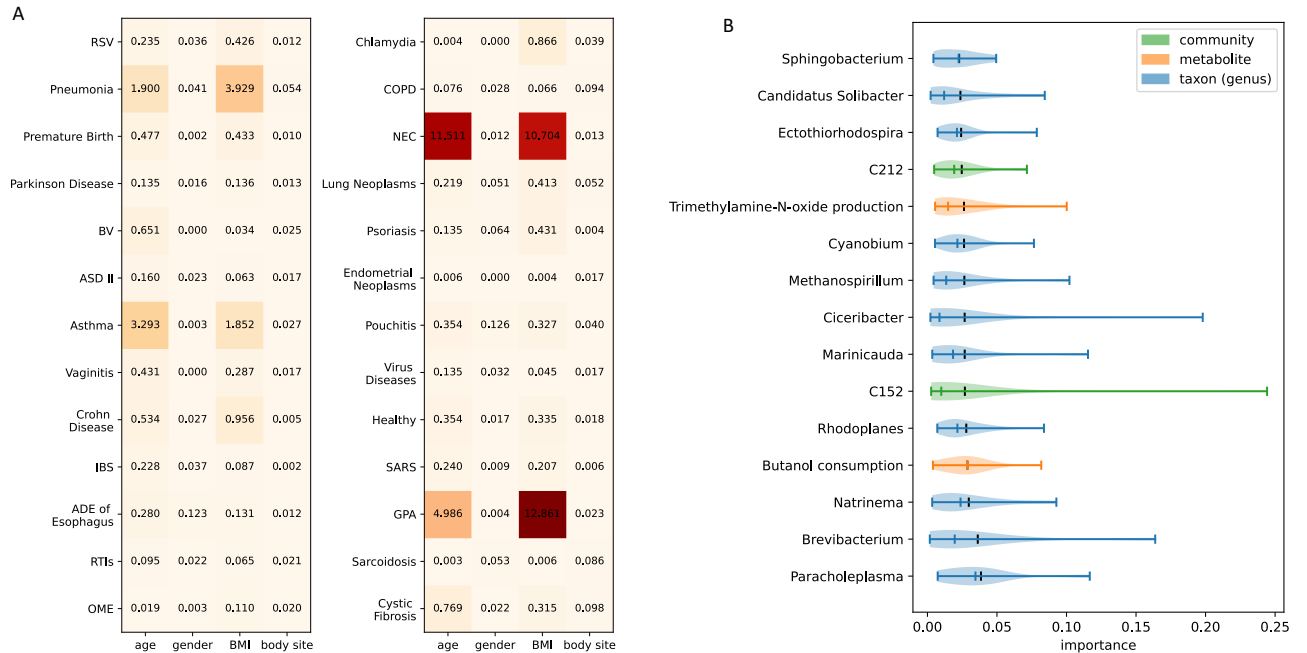 A
RSV 0.235 0.036 0.426 0.012
Pneumonia 1.900 0.041 3.929 0.054
Premature Birth 0.477 0.002 0.433 0.010
Parkinson Disease 0.135 0.016 0.136 0.013
BV 0.651 0.000 0.034 0.025
ASD II 0.160 0.023 0.063 0.017
Asthma 3.293 0.003 1.852 0.027
Vaginitis 0.431 0.000 0.287 0.017
Crohn
Disease 0.534 0.027 0.956 0.005
IBS 0.228 0.037 0.087 0.002
ADE of
Esophagus 0.280 0.123 0.131 0.012
RTIs 0.095 0.022 0.065 0.021
OME 0.019 0.003 0.110 0.020
age gender BMI body site
Chlamydia 0.004 0.000 0.866 0.039
COPD 0.076 0.028 0.066 0.094
NEC 11.511 0.012 10.704 0.013
Lung Neoplasms 0.219 0.051 0.413 0.052
Psoriasis 0.135 0.064 0.431 0.004
Endometrial
Neoplasms 0.006 0.000 0.004 0.017
Pouchitis 0.354 0.126 0.327 0.040
Virus
Diseases 0.135 0.032 0.045 0.017
Healthy 0.354 0.017 0.335 0.018
SARS 0.240 0.009 0.207 0.006
GPA 4.986 0.004 12.861 0.023
Sarcoidosis 0.003 0.053 0.006 0.086
Cystic
Fibrosis 0.769 0.022 0.315 0.098
age gender BMI body site
B
community
metabolite
taxon (genus)
Sphingobacterium
Candidatus Solibacter
Ectothiorhodospira
C212
Trimethylamine-N-oxide production
Cyanobium
Methanospirillum
Ciceribacter
Marinicauda
C152
Rhodoplanes
Butanol consumption
Natrinema
Brevibacterium
Paracholeplasma
0.00 0.05 0.10 0.15 0.20 0.25
importance